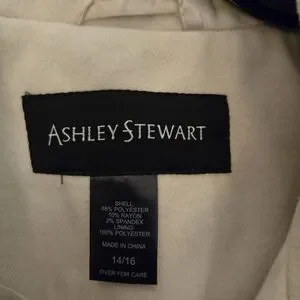 ASHLEY STEWART
SHELL:
88% POLYESTER
10% RAYON
2% SPANDEX
LINING:
100% POLYESTER
MADE IN CHINA
14/16
OVER FOR CARE